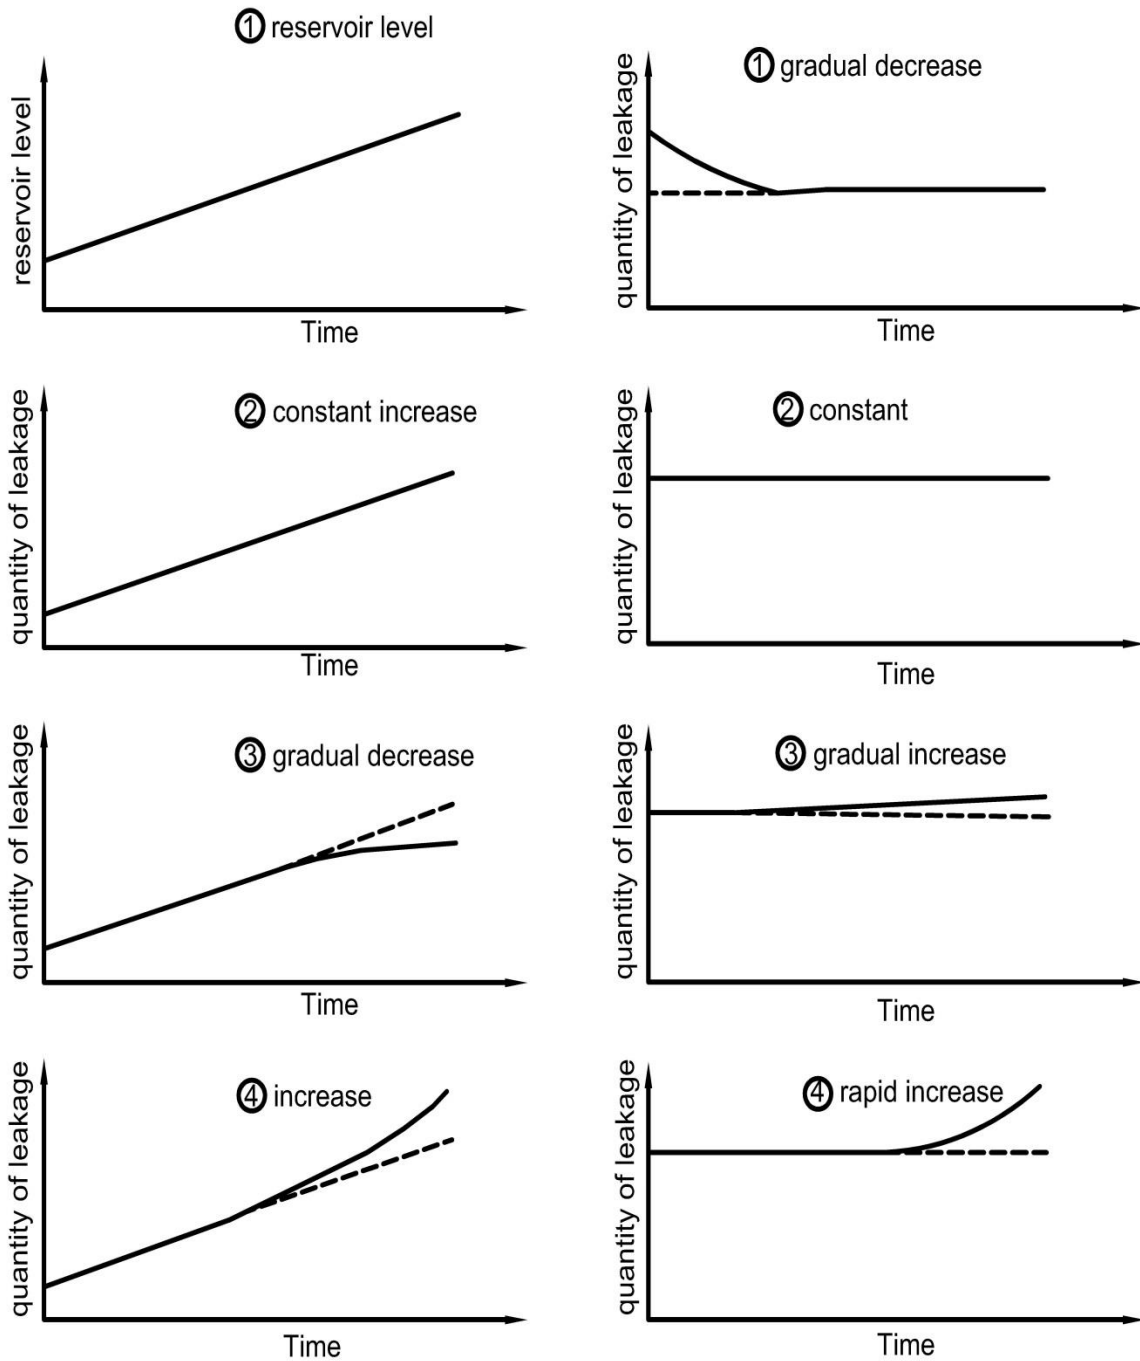 ① reservoir level
reservoir level
Time
① gradual decrease
quantity of leakage
Time
② constant increase
quantity of leakage
Time
② constant
quantity of leakage
Time
③ gradual decrease
quantity of leakage
Time
③ gradual increase
quantity of leakage
Time
④ increase
quantity of leakage
Time
④ rapid increase
quantity of leakage
Time